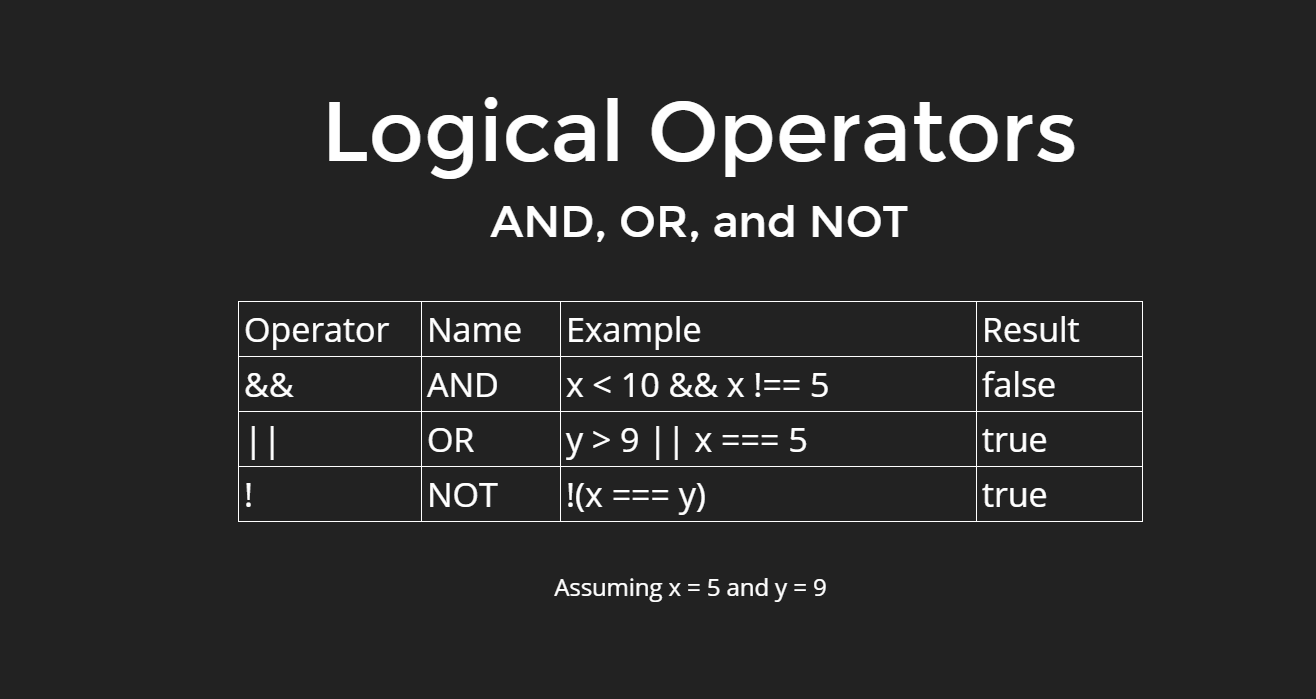 Logical Operators
AND, OR, and NOT
Operator Name Example Result
&& AND x < 10 && x !== 5 false
|| OR y > 9 || x === 5 true
! NOT !(x === y) true
Assuming x = 5 and y = 9